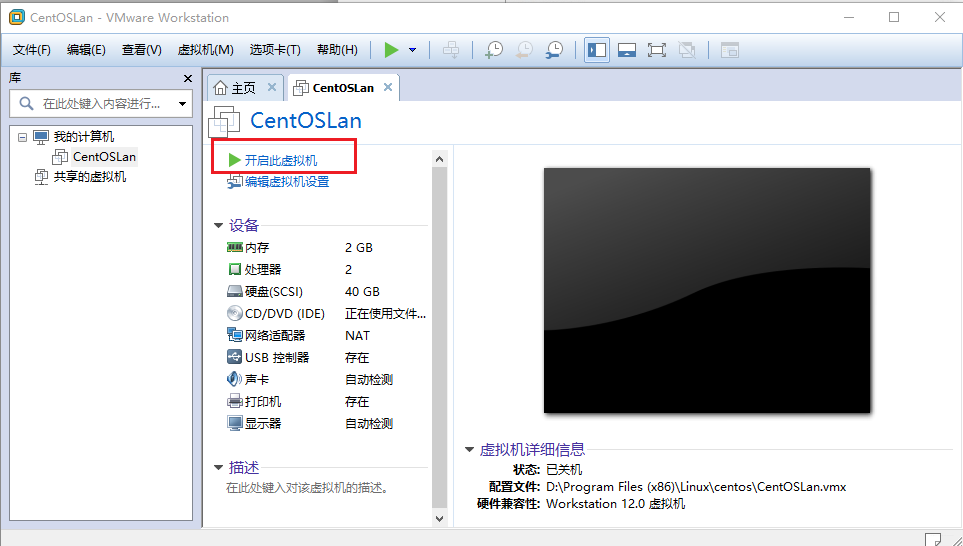 CentOSLan - VMware Workstation
文件(F) 编辑(E) 查看(V) 虚拟机(M) 选项卡(T) 帮助(H)
库
在此处键入内容进行...
我的计算机
CentOSLan
共享的虚拟机
主页 CentOSLan
CentOSLan
开启此虚拟机
编辑虚拟机设置
设备
内存 2 GB
处理器 2
硬盘(SCSI) 40 GB
CD/DVD (IDE) 正在使用文件...
网络适配器 NAT
USB 控制器 存在
声卡 自动检测
打印机 存在
显示器 自动检测
描述
在此处键入对该虚拟机的描述。
虚拟机详细信息
状态: 已关机
配置文件: D:\Program Files (x86)\Linux\centos\CentOSLan.vmx
硬件兼容性: Workstation 12.0 虚拟机